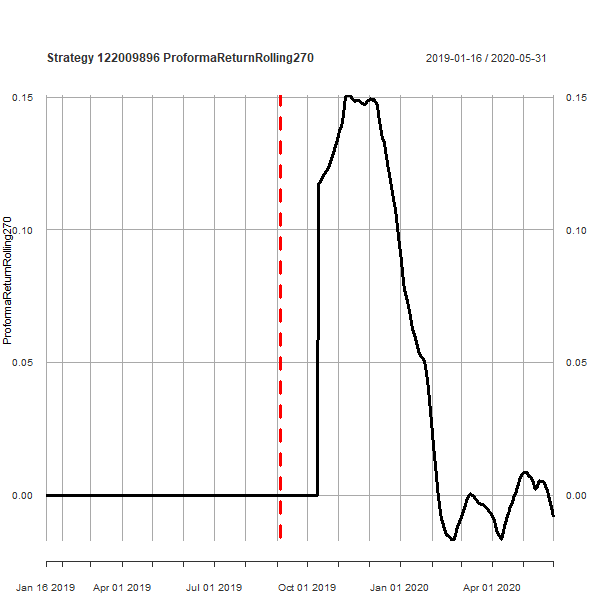 Strategy 122009896 ProformaReturnRolling270
2019-01-16 / 2020-05-31
ProformaReturnRolling270
0.15
0.10
0.05
0.00
0.15
0.10
0.05
0.00
Jan 16 2019
Apr 01 2019
Jul 01 2019
Oct 01 2019
Jan 01 2020
Apr 01 2020